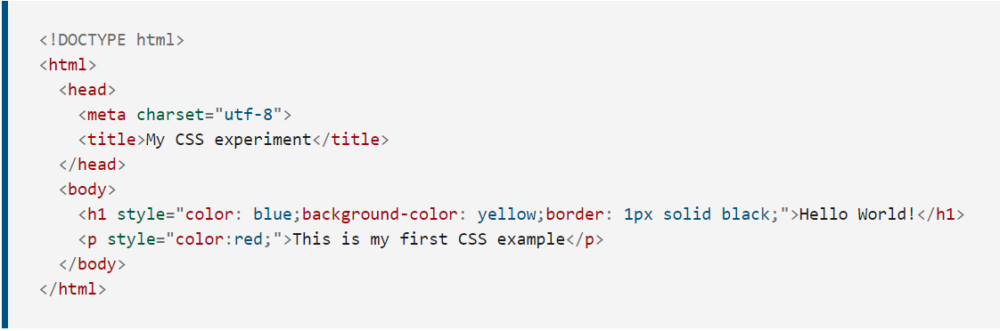 <!DOCTYPE html>
<html>
  <head>
    <meta charset="utf-8">
    <title>My CSS experiment</title>
  </head>
  <body>
    <h1 style="color: blue;background-color: yellow;border: 1px solid black;">Hello World!</h1>
    <p style="color:red;">This is my first CSS example</p>
  </body>
</html>